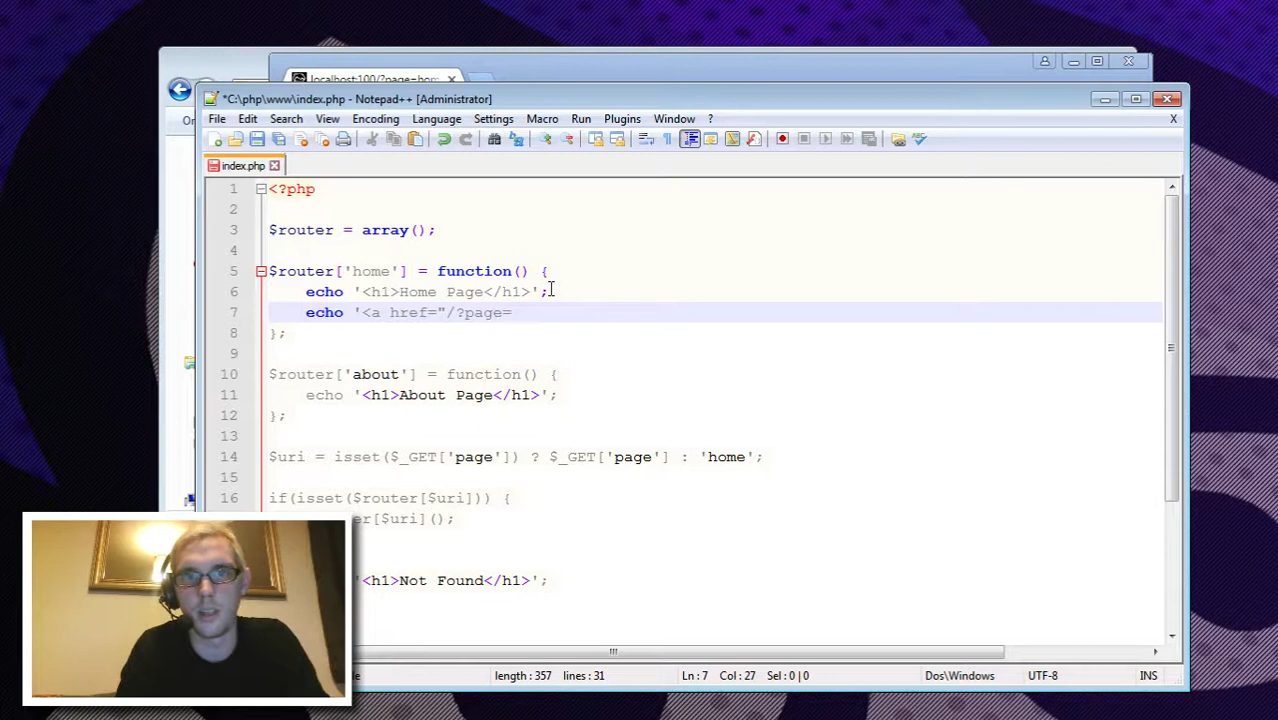 localhost:100/?page=hom
*C:\php\www\index.php - Notepad++ [Administrator]
File Edit Search View Encoding Language Settings Macro Run Plugins Window ? X
index.php
1 <?php
2
3 $router = array();
4
5 $router['home'] = function() {
6 echo '<h1>Home Page</h1>';
7 echo '<a href="/?page=
8 };
9
10 $router['about'] = function() {
11 echo '<h1>About Page</h1>';
12 };
13
14 $uri = isset($_GET['page']) ? $_GET['page'] : 'home';
15
16 if(isset($router[$uri])) {
er[$uri]();
'<h1>Not Found</h1>';
length : 357 lines : 31 Ln : 7 Col : 27 Sel : 0 | 0 Dos\Windows UTF-8 INS